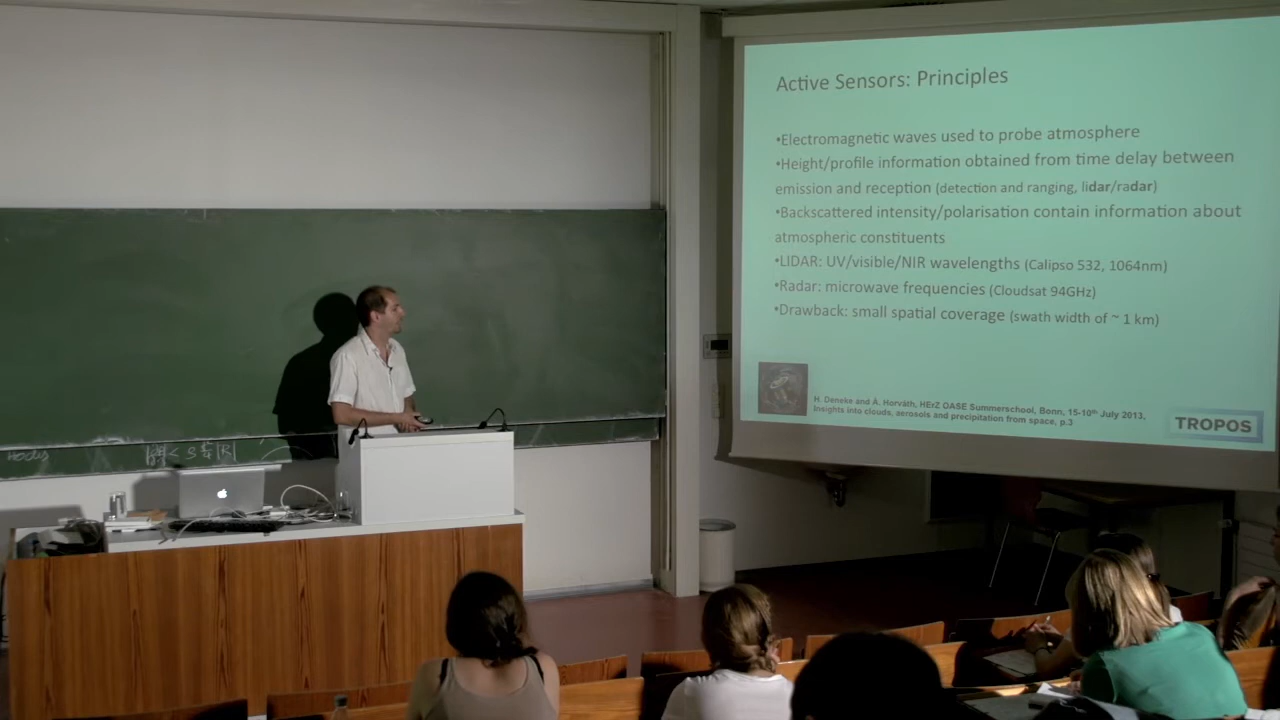 Active Sensors: Principles
•Electromagnetic waves used to probe atmosphere
•Height/profile information obtained from time delay between
emission and reception (detection and ranging, lidar/radar)
•Backscattered intensity/polarisation contain information about
atmospheric constituents
•LIDAR: UV/visible/NIR wavelengths (Calipso 532, 1064nm)
•Radar: microwave frequencies (Cloudsat 94GHz)
•Drawback: small spatial coverage (swath width of ~ 1 km)
H. Deneke and Á. Horváth, HErZ OASE Summerschool, Bonn, 15-10th July 2013,
Insights into clouds, aerosols and precipitation from space, p.3
TROPOS